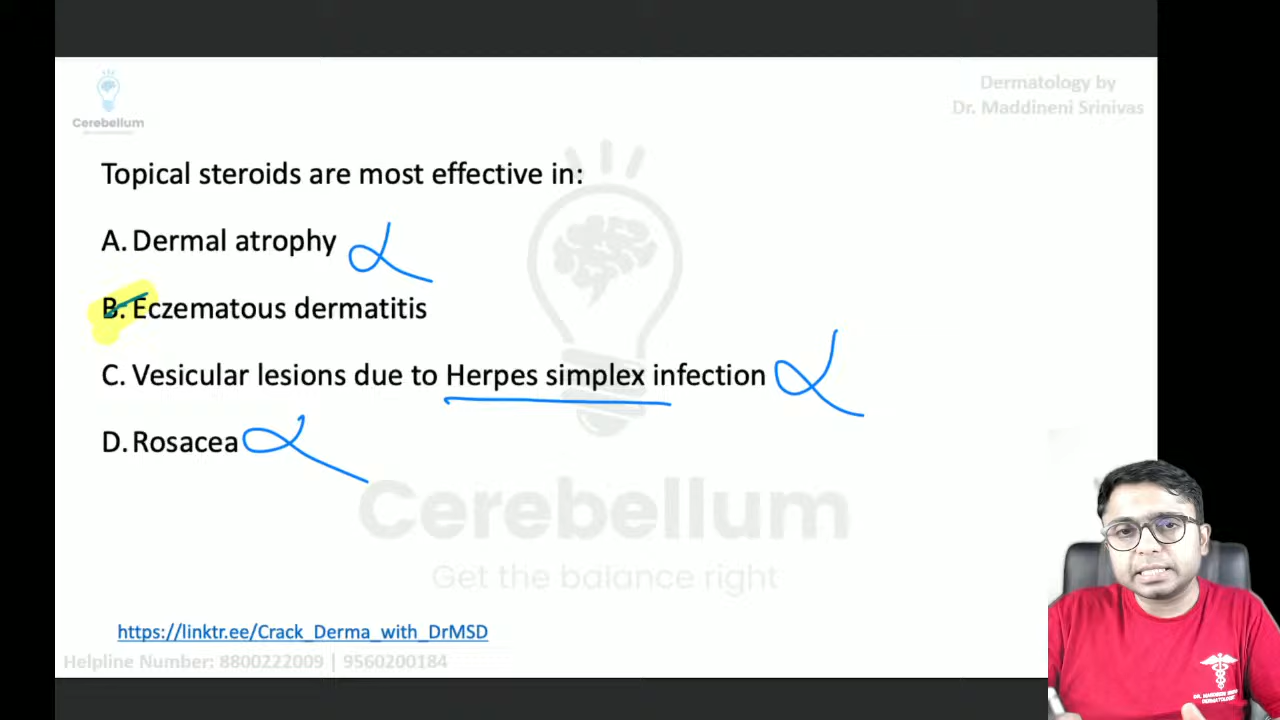 Cerebellum
Dermatology by
Dr. Maddineni Srinivas
Topical steroids are most effective in:
A. Dermal atrophy
B. Eczematous dermatitis
C. Vesicular lesions due to Herpes simplex infection
D. Rosacea
Cerebellum
Get the balance right
https://linktr.ee/Crack_Derma_with_DrMSD
Helpline Number: 8800222009 | 9560200184